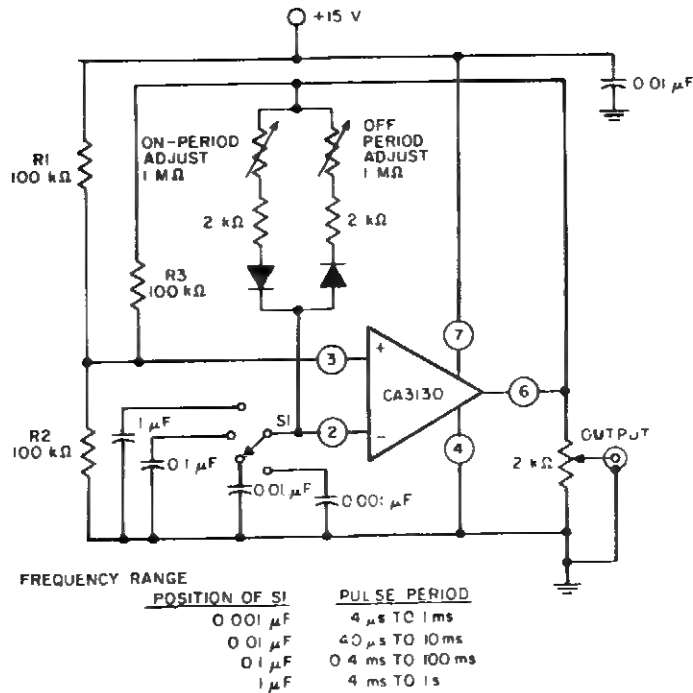 +15 V
0.01 µF
R1
100 kΩ
ON-PERIOD
ADJUST
1 MΩ
OFF
PERIOD
ADJUST
1 MΩ
2 kΩ
2 kΩ
R3
100 kΩ
7
3
+
CA3130
6
S1
2
−
4
1 µF
R2
100 kΩ
0.1 µF
0.01 µF
0.001 µF
2 kΩ
OUTPUT
FREQUENCY RANGE
POSITION OF S1 PULSE PERIOD
0.001 µF 4 µs TO 1 ms
0.01 µF 40 µs TO 10 ms
0.1 µF 0.4 ms TO 100 ms
1 µF 4 ms TO 1 s